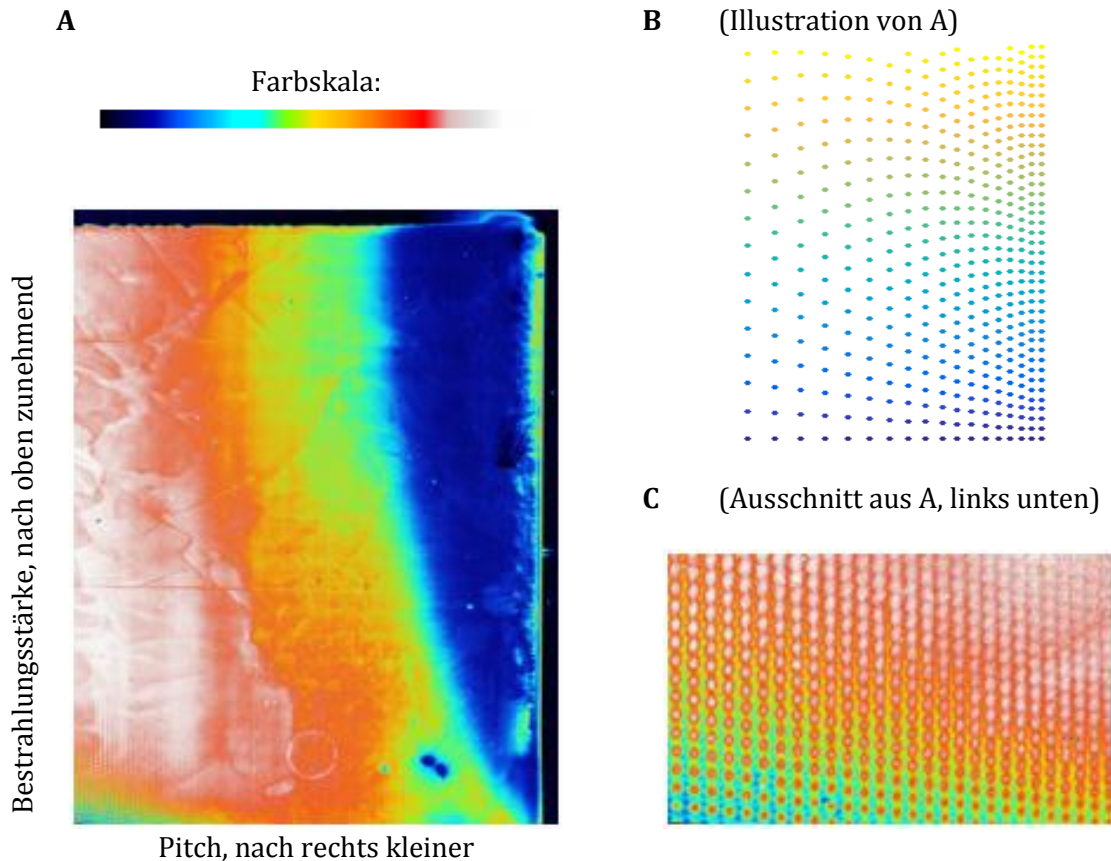 A
B (Illustration von A)
Farbskala:
Bestrahlungsstärke, nach oben zunehmend
C (Ausschnitt aus A, links unten)
Pitch, nach rechts kleiner